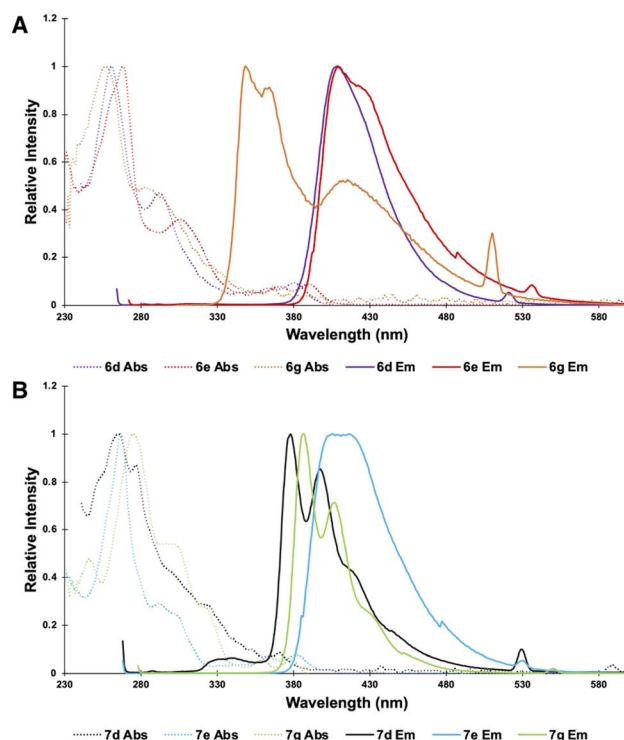 A
1.2
1
0.8
0.6
0.4
0.2
0
Relative Intensity
230 280 330 380 430 480 530 580
Wavelength (nm)
6d Abs 6e Abs 6g Abs 6d Em 6e Em 6g Em
B
1.2
1
0.8
0.6
0.4
0.2
0
Relative Intensity
230 280 330 380 430 480 530 580
Wavelength (nm)
7d Abs 7e Abs 7g Abs 7d Em 7e Em 7g Em